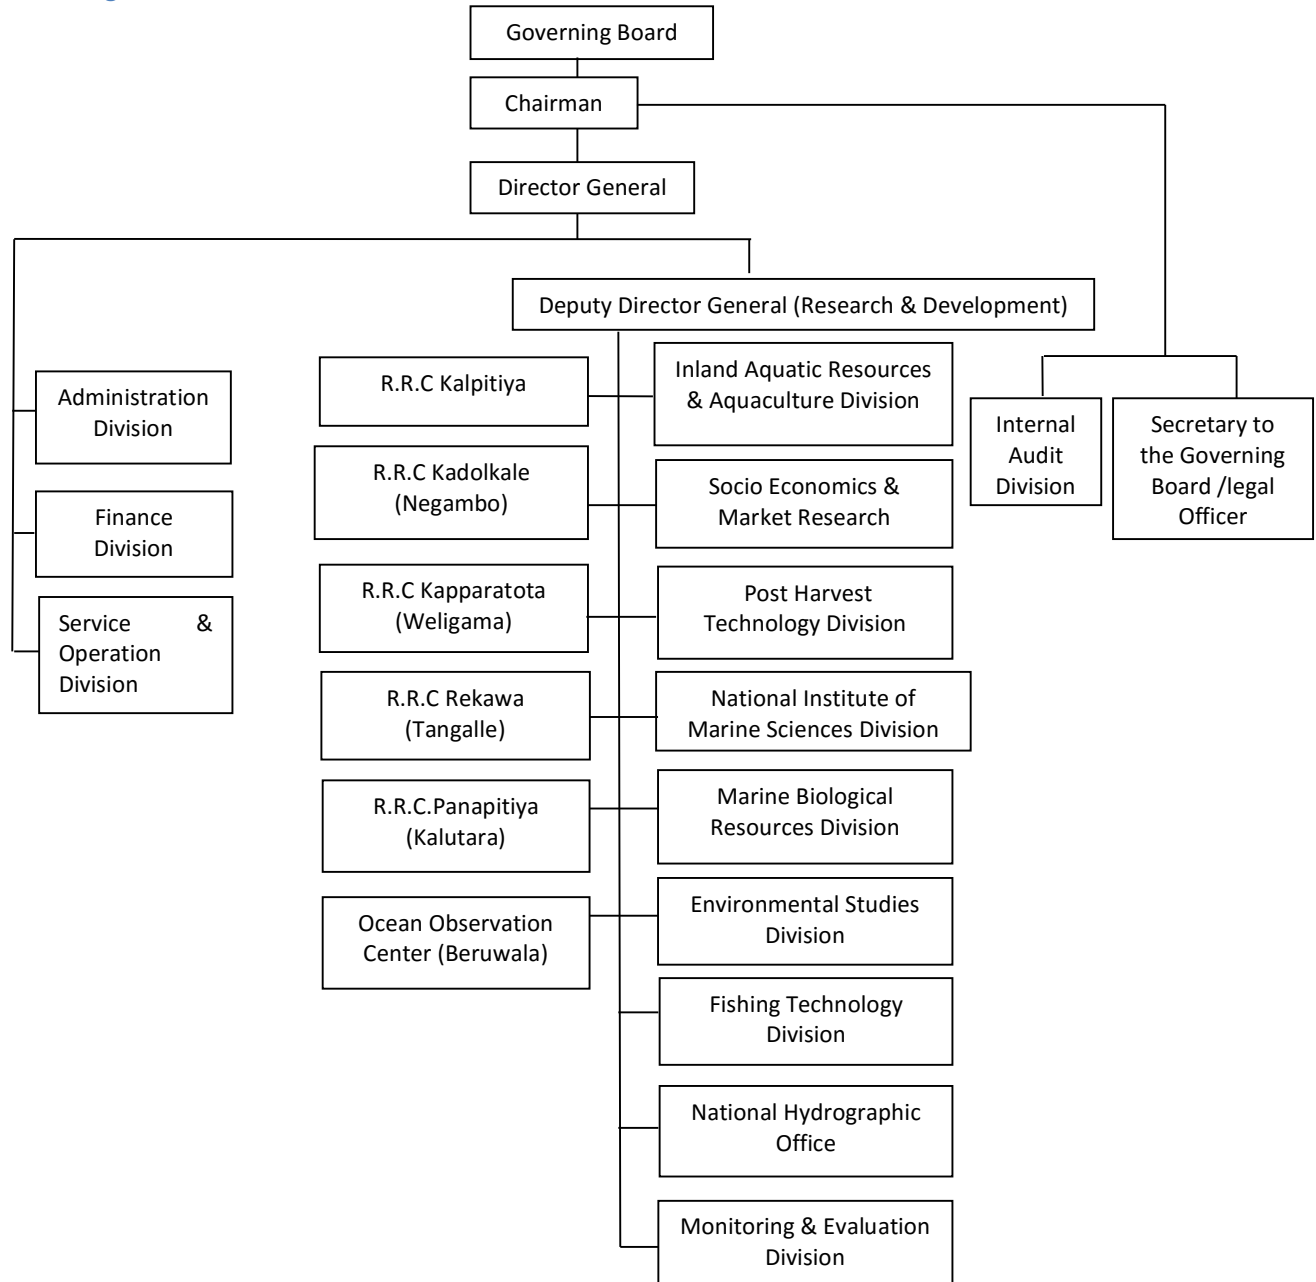 Governing Board
Chairman
Director General
Deputy Director General (Research & Development)
Administration
Division
Finance
Division
Service &
Operation
Division
R.R.C Kalpitiya
R.R.C Kadolkale
(Negambo)
R.R.C Kapparatota
(Weligama)
R.R.C Rekawa
(Tangalle)
R.R.C.Panapitiya
(Kalutara)
Ocean Observation
Center (Beruwala)
Inland Aquatic Resources
& Aquaculture Division
Socio Economics &
Market Research
Post Harvest
Technology Division
National Institute of
Marine Sciences Division
Marine Biological
Resources Division
Environmental Studies
Division
Fishing Technology
Division
National Hydrographic
Office
Monitoring & Evaluation
Division
Internal
Audit
Division
Secretary to
the Governing
Board /legal
Officer